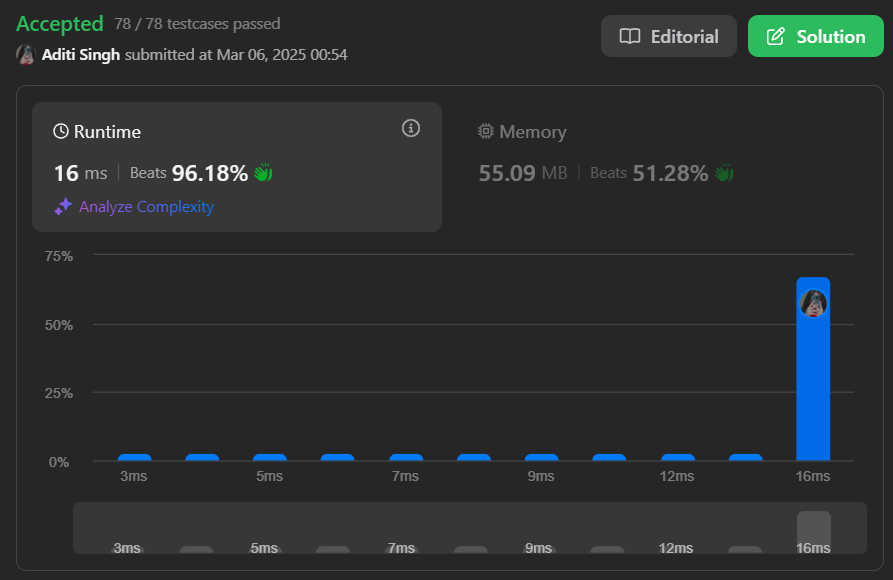 Accepted 78 / 78 testcases passed
Aditi Singh submitted at Mar 06, 2025 00:54
Editorial
Solution
Runtime
16 ms | Beats 96.18%
Analyze Complexity
Memory
55.09 MB | Beats 51.28%
75%
50%
25%
0%
3ms 5ms 7ms 9ms 12ms 16ms
3ms 5ms 7ms 9ms 12ms 16ms